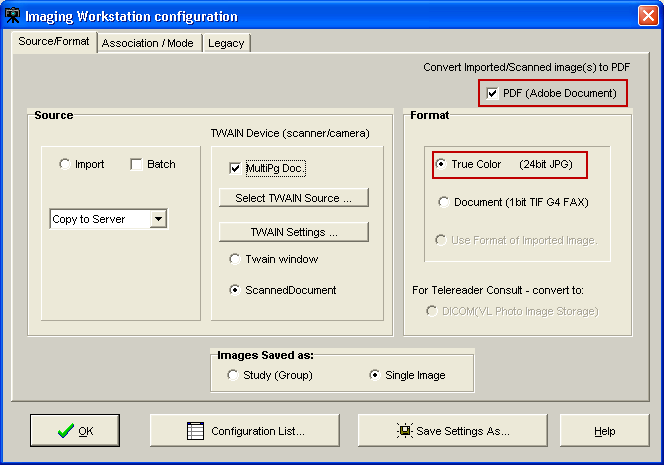 Imaging Workstation configuration
Source/Format
Association / Mode
Legacy
Convert Imported/Scanned image(s) to PDF
PDF (Adobe Document)
Source
TWAIN Device (scanner/camera)
Import
Batch
MultiPg Doc.
Copy to Server
Select TWAIN Source ...
TWAIN Settings ...
Twain window
ScannedDocument
Format
True Color (24bit JPG)
Document (1bit TIF G4 FAX)
Use Format of Imported Image.
For Telereader Consult - convert to:
DICOM(VL Photo Image Storage)
Images Saved as:
Study (Group)
Single Image
OK
Configuration List...
Save Settings As...
Help